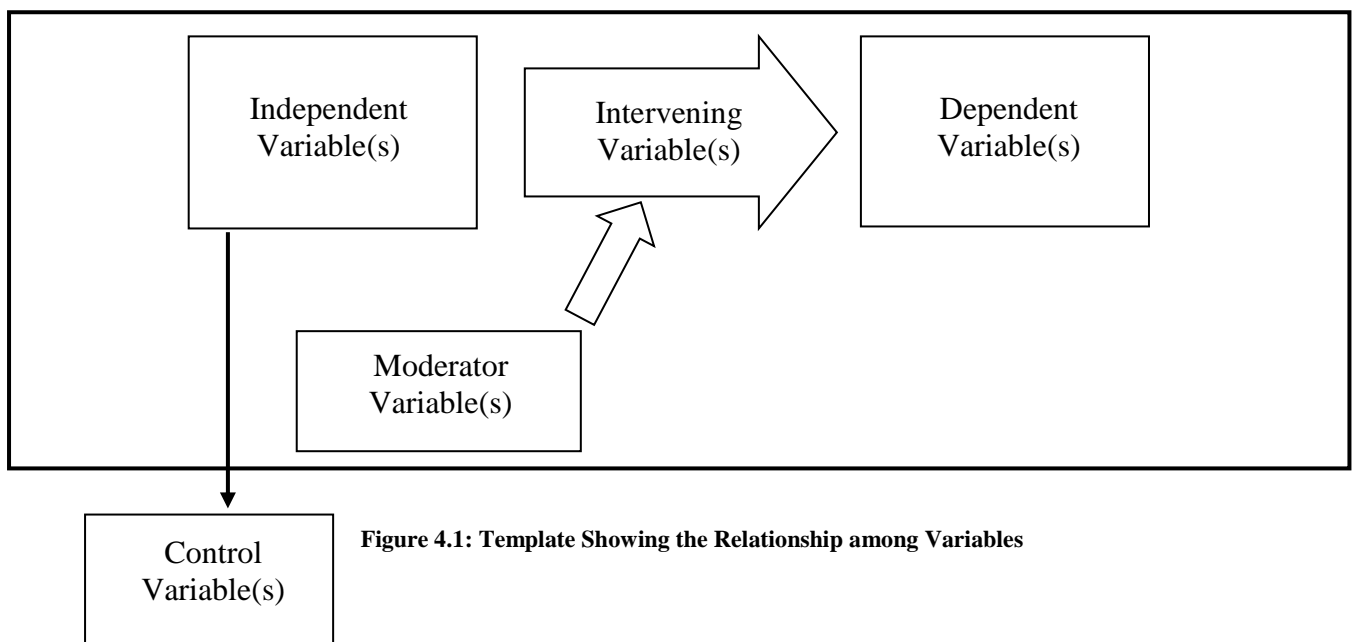 Independent
Variable(s)
Intervening
Variable(s)
Dependent
Variable(s)
Moderator
Variable(s)
Control
Variable(s)
Figure 4.1: Template Showing the Relationship among Variables